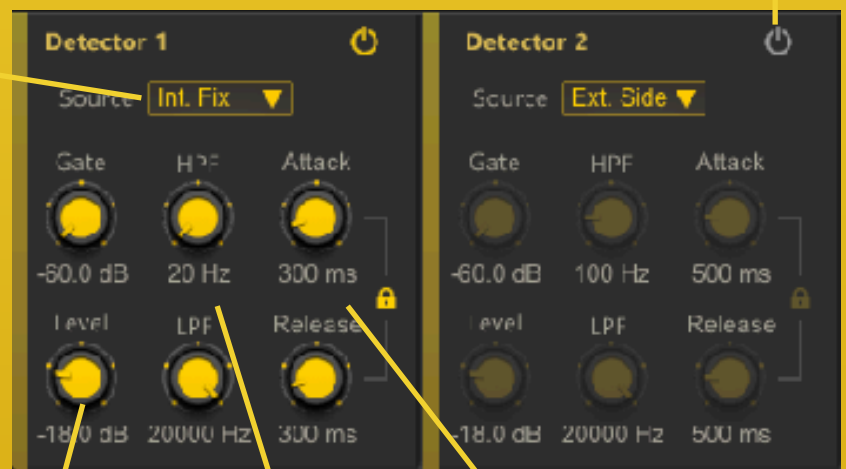 Detector 1
Source Int. Fix
Gate HPF Attack
-60.0 dB 20 Hz 300 ms
Level LPF Release
-18.0 dB 20000 Hz 300 ms
Detector 2
Source Ext. Side
Gate HPF Attack
-60.0 dB 100 Hz 500 ms
Level LPF Release
-18.0 dB 20000 Hz 500 ms